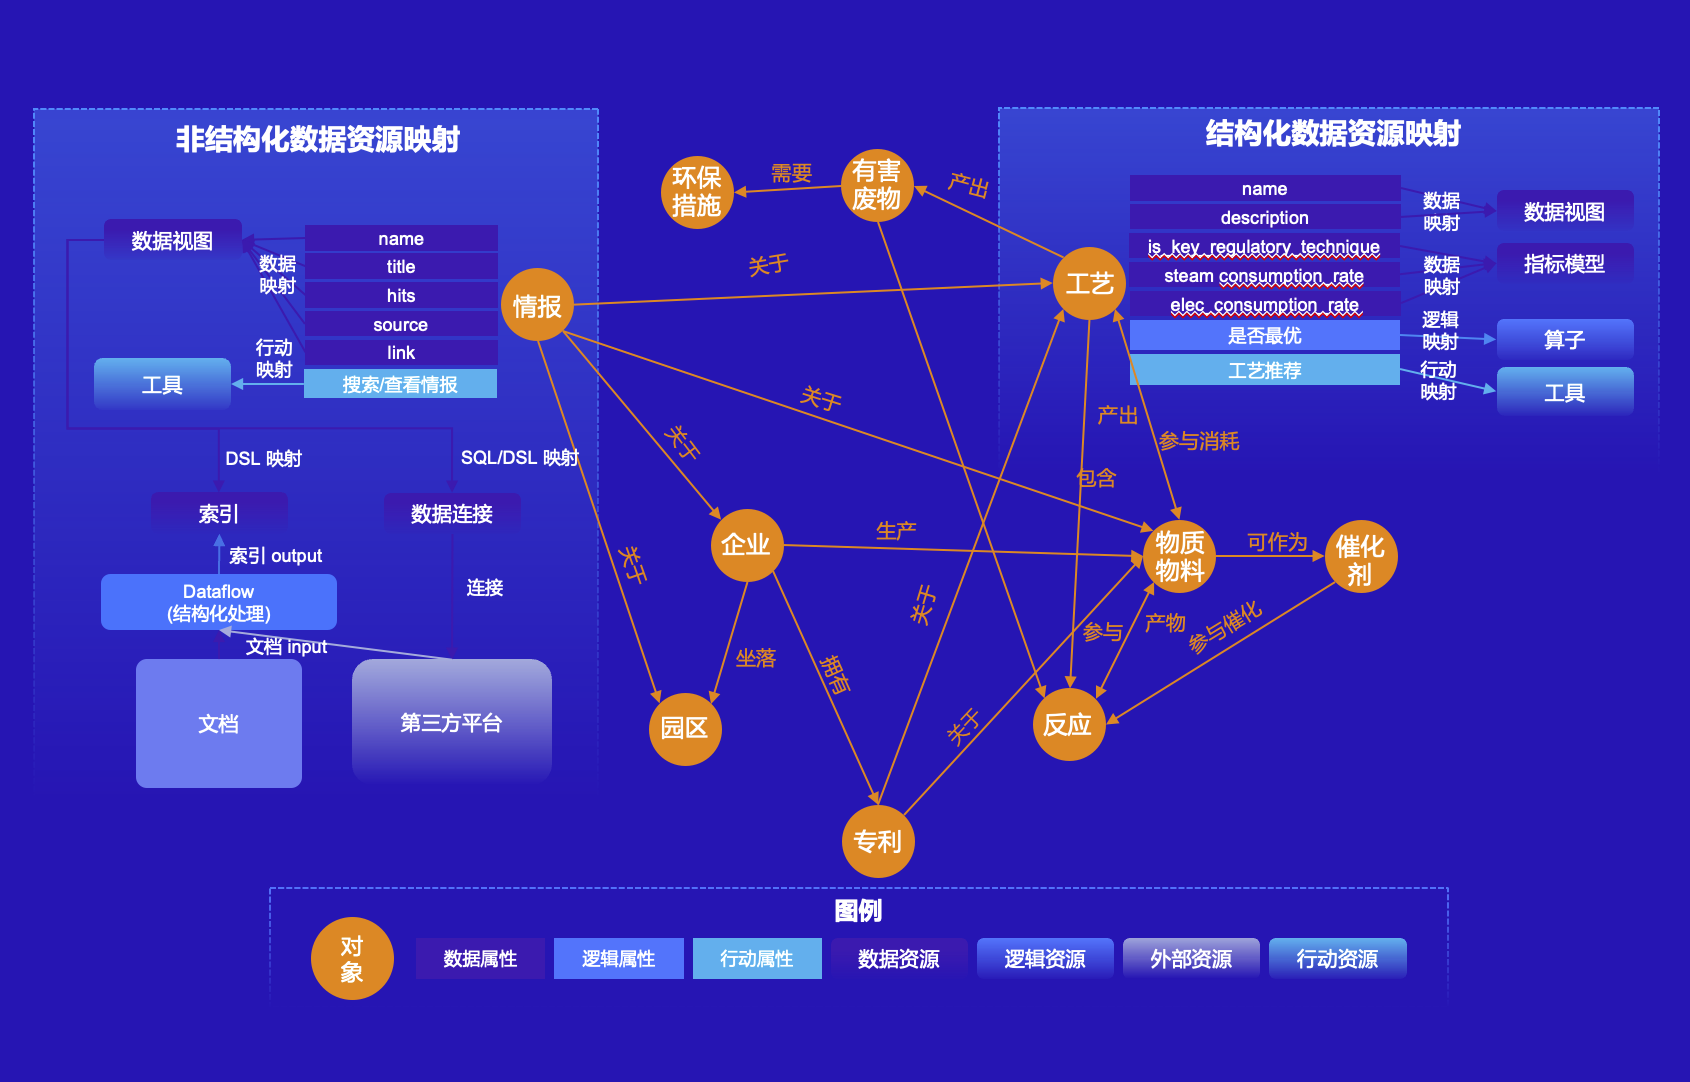 非结构化数据资源映射
数据视图
name
title
hits
source
link
搜索/查看情报
数据
映射
行动
映射
工具
DSL 映射
SQL/DSL 映射
索引
数据连接
索引 output
Dataflow
(结构化处理)
连接
文档 input
文档
第三方平台
情报
环保
措施
需要
有害
废物
产出
关于
工艺
关于
关于
关于
产出
参与消耗
包含
企业
生产
物质
物料
可作为
催化
剂
坐落
拥有
关于
参与
产物
参与催化
园区
关于
反应
专利
结构化数据资源映射
name
description
is_key_regulatory_technique
steam consumption_rate
elec_consumption_rate
是否最优
工艺推荐
数据
映射
数据
映射
逻辑
映射
行动
映射
数据视图
指标模型
算子
工具
图例
对
象
数据属性
逻辑属性
行动属性
数据资源
逻辑资源
外部资源
行动资源